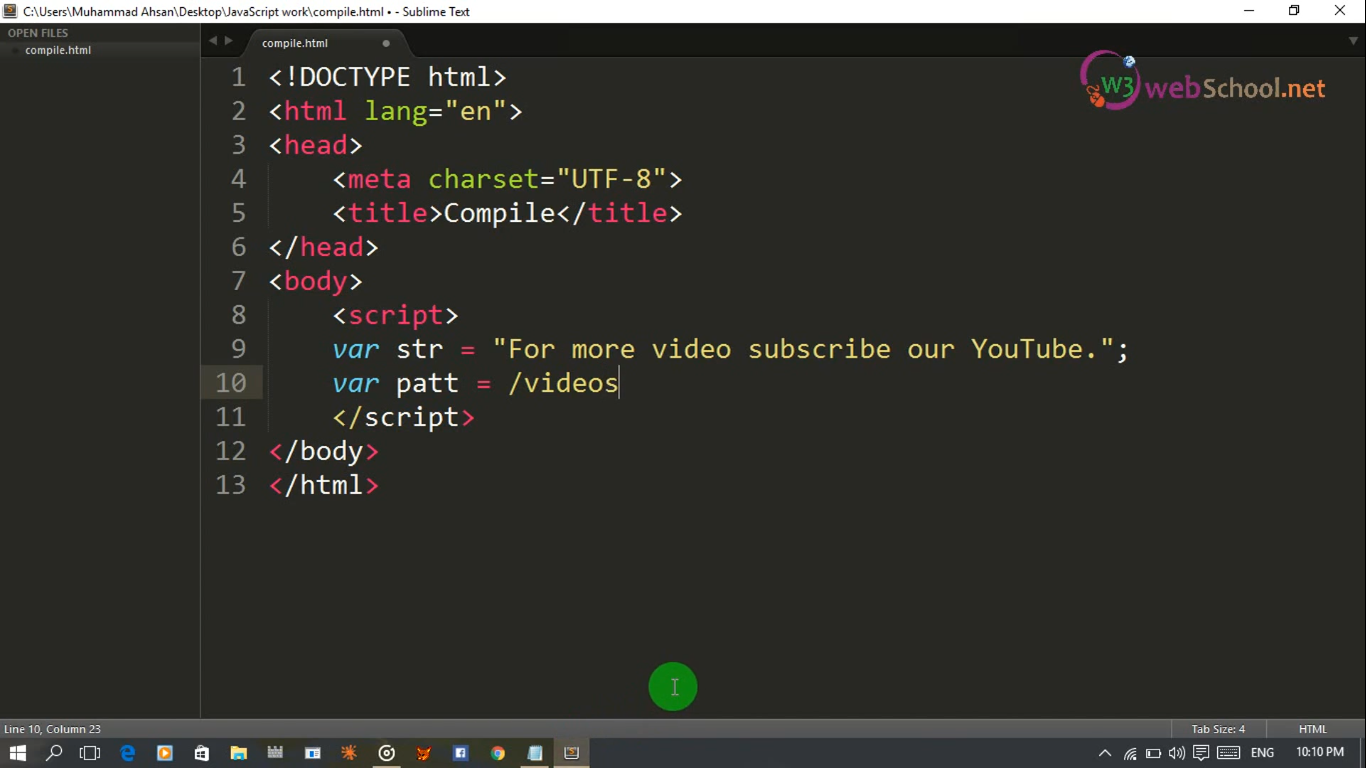 C:\Users\Muhammad Ahsan\Desktop\JavaScript work\compile.html • - Sublime Text
OPEN FILES
compile.html
compile.html
W3 webSchool.net
1 <!DOCTYPE html>
2 <html lang="en">
3 <head>
4 <meta charset="UTF-8">
5 <title>Compile</title>
6 </head>
7 <body>
8 <script>
9 var str = "For more video subscribe our YouTube.";
10 var patt = /videos
11 </script>
12 </body>
13 </html>
Line 10, Column 23
Tab Size: 4
HTML
ENG
10:10 PM